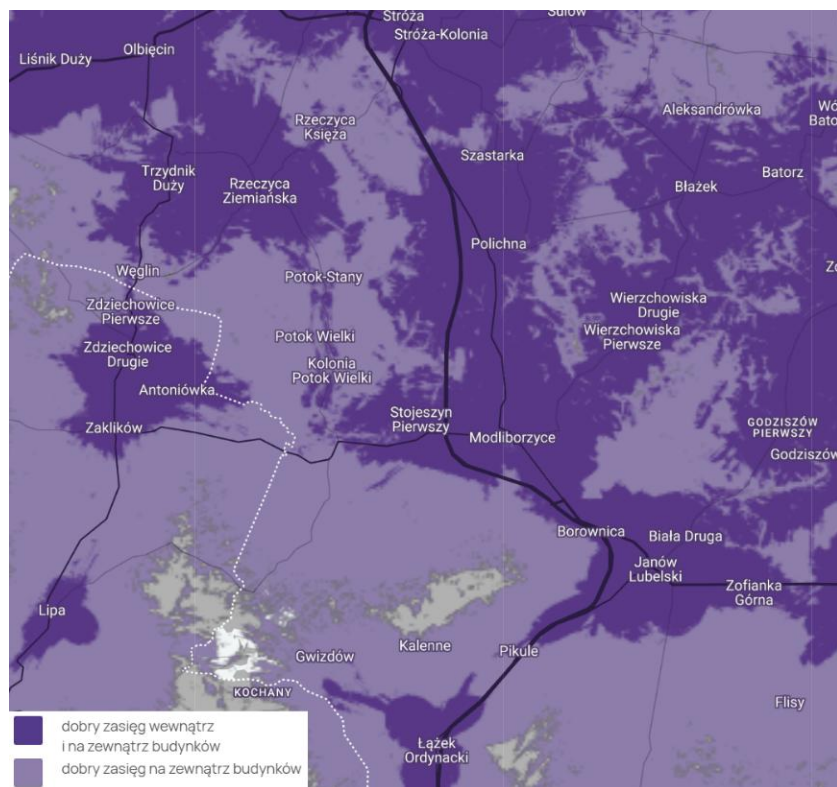 Stróża
Sulów
Stróża-Kolonia
Olbięcin
Liśnik Duży
Aleksandrówka
Rzeczyca
Księża
Szastarka
Batorz
Błażek
Trzydnik
Duży
Rzeczyca
Ziemiańska
Polichna
Węglin
Potok-Stany
Wierzchowiska
Drugie
Zdziechowice
Pierwsze
Wierzchowiska
Pierwsze
Potok Wielki
Zdziechowice
Drugie
Kolonia
Potok Wielki
Antoniówka
Stojeszyn
Pierwszy
Zaklików
Modliborzyce
GODZISZÓW
PIERWSZY
Godziszów
Borownica
Biała Druga
Janów
Lubelski
Zofianka
Górna
Lipa
Kalenne
Pikule
Gwizdów
KOCHANY
Flisy
Łążek
Ordynacki
dobry zasięg wewnątrz
i na zewnątrz budynków
dobry zasięg na zewnątrz budynków